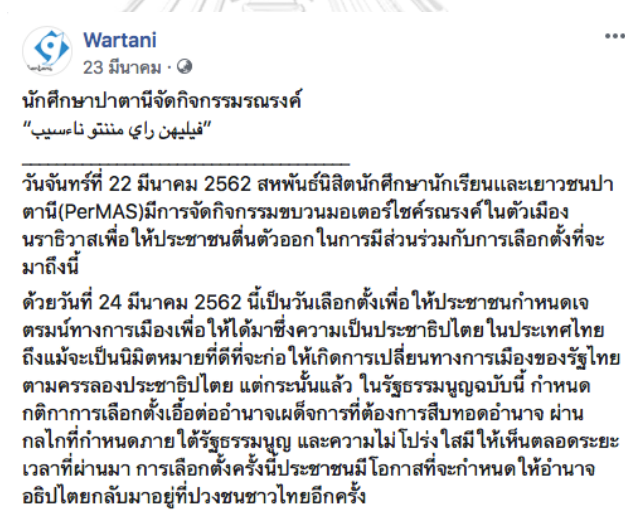 Wartani
23 มีนาคม ·
นักศึกษาปาตานีจัดกิจกรรมรณรงค์
"فيليهن راي مننتو ناءسيب"
วันจันทร์ที่ 22 มีนาคม 2562 สหพันธ์นิสิตนักศึกษานักเรียนและเยาวชนปา
ตานี(PerMAS)มีการจัดกิจกรรมขบวนมอเตอร์ไซค์รณรงค์ในตัวเมือง
นราธิวาสเพื่อให้ประชาชนตื่นตัวออกในการมีส่วนร่วมกับการเลือกตั้งที่จะ
มาถึงนี้
ด้วยวันที่ 24 มีนาคม 2562 นี้เป็นวันเลือกตั้งเพื่อให้ประชาชนกำหนดเจ
ตรมน์ทางการเมืองเพื่อให้ได้มาซึ่งความเป็นประชาธิปไตยในประเทศไทย
ถึงแม้จะเป็นนิมิตหมายที่ดีที่จะก่อให้เกิดการเปลี่ยนทางการเมืองของรัฐไทย
ตามครรลองประชาธิปไตย แต่กระนั้นแล้ว ในรัฐธรรมนูญฉบับนี้ กำหนด
กติกาการเลือกตั้งเอื้อต่ออำนาจเผด็จการที่ต้องการสืบทอดอำนาจ ผ่าน
กลไกที่กำหนดภายใต้รัฐธรรมนูญ และความไม่โปร่งใสมีให้เห็นตลอดระยะ
เวลาที่ผ่านมา การเลือกตั้งครั้งนี้ประชาชนมีโอกาสที่จะกำหนดให้อำนาจ
อธิปไตยกลับมาอยู่ที่ปวงชนชาวไทยอีกครั้ง